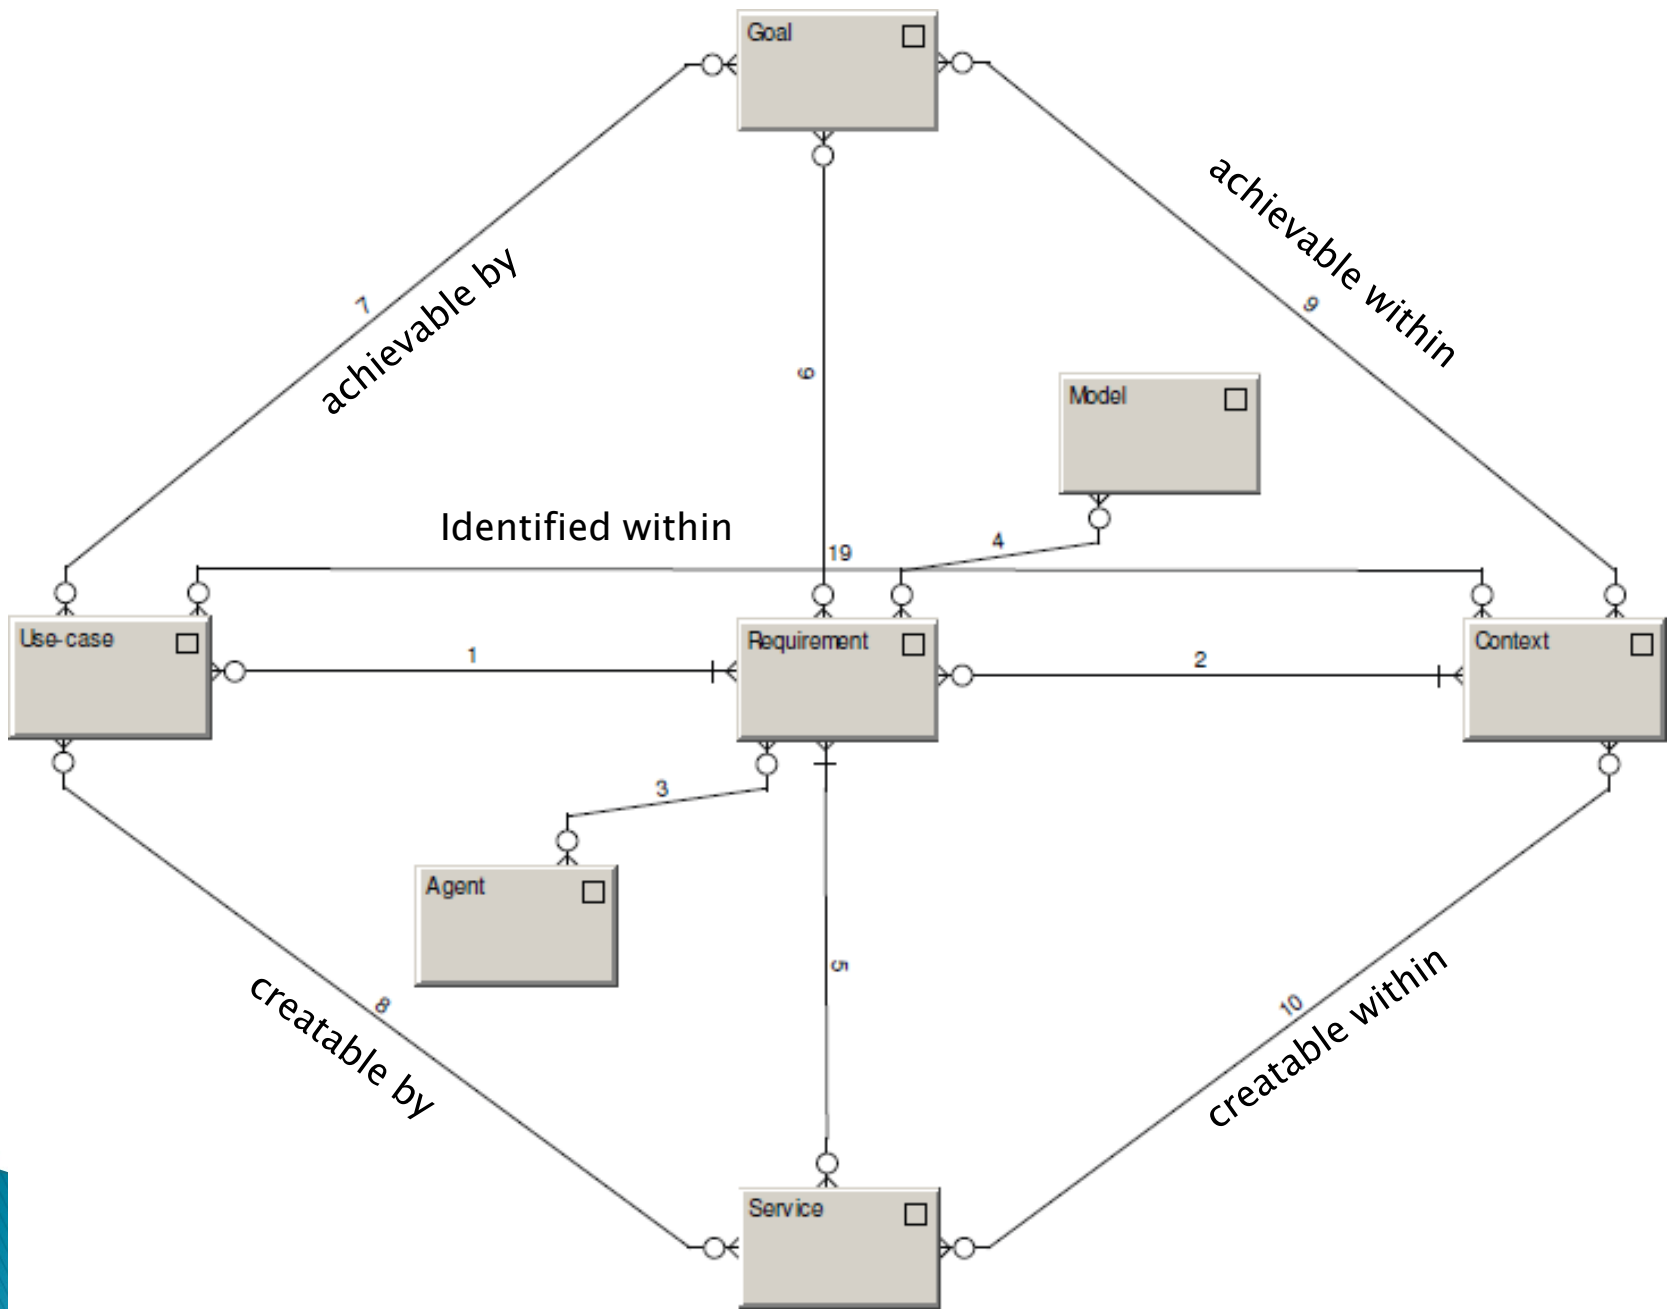 Goal
achievable within
7
achievable by
9
6
Model
Identified within
19
4
Use-case
1
Requirement
2
Context
3
Agent
5
8
creatable by
10
creatable within
Service